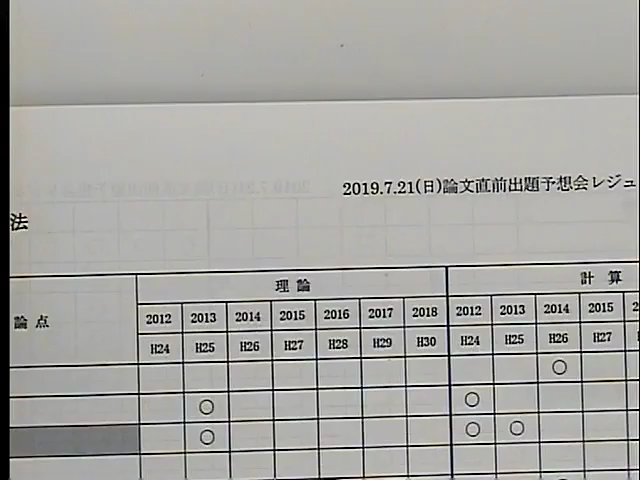 2019.7.21(日)論文直前出題予想会レジュ
法
論点 理論 計算
2012 2013 2014 2015 2016 2017 2018 2012 2013 2014 2015
H24 H25 H26 H27 H28 H29 H30 H24 H25 H26 H27
○
○ ○
○ ○ ○